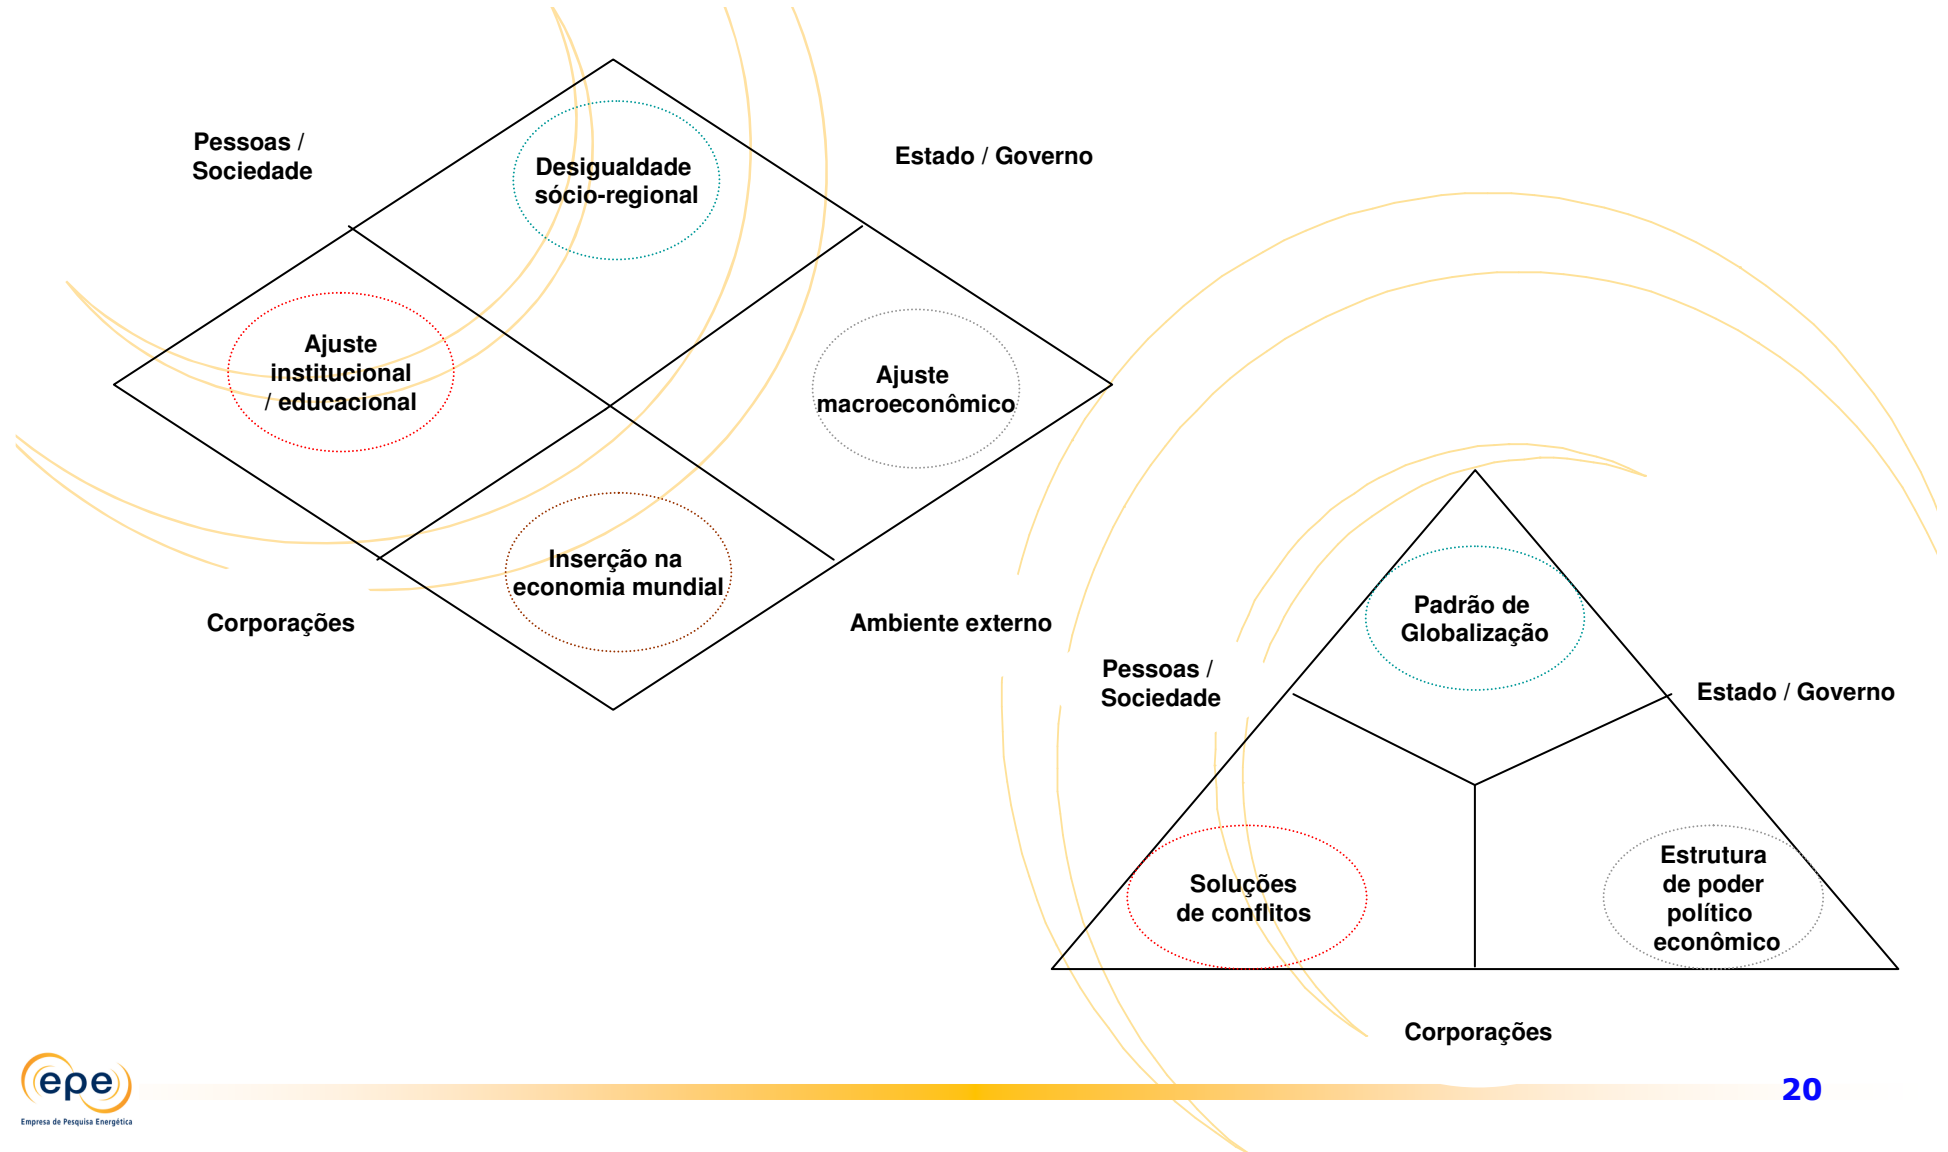 Pessoas /
Sociedade
Desigualdade
sócio-regional
Estado / Governo
Ajuste
institucional
/ educacional
Ajuste
macroeconômico
Inserção na
economia mundial
Corporações
Ambiente externo
Padrão de
Globalização
Pessoas /
Sociedade
Estado / Governo
Soluções
de conflitos
Estrutura
de poder
político
econômico
Corporações
epe
Empresa de Pesquisa Energética
20